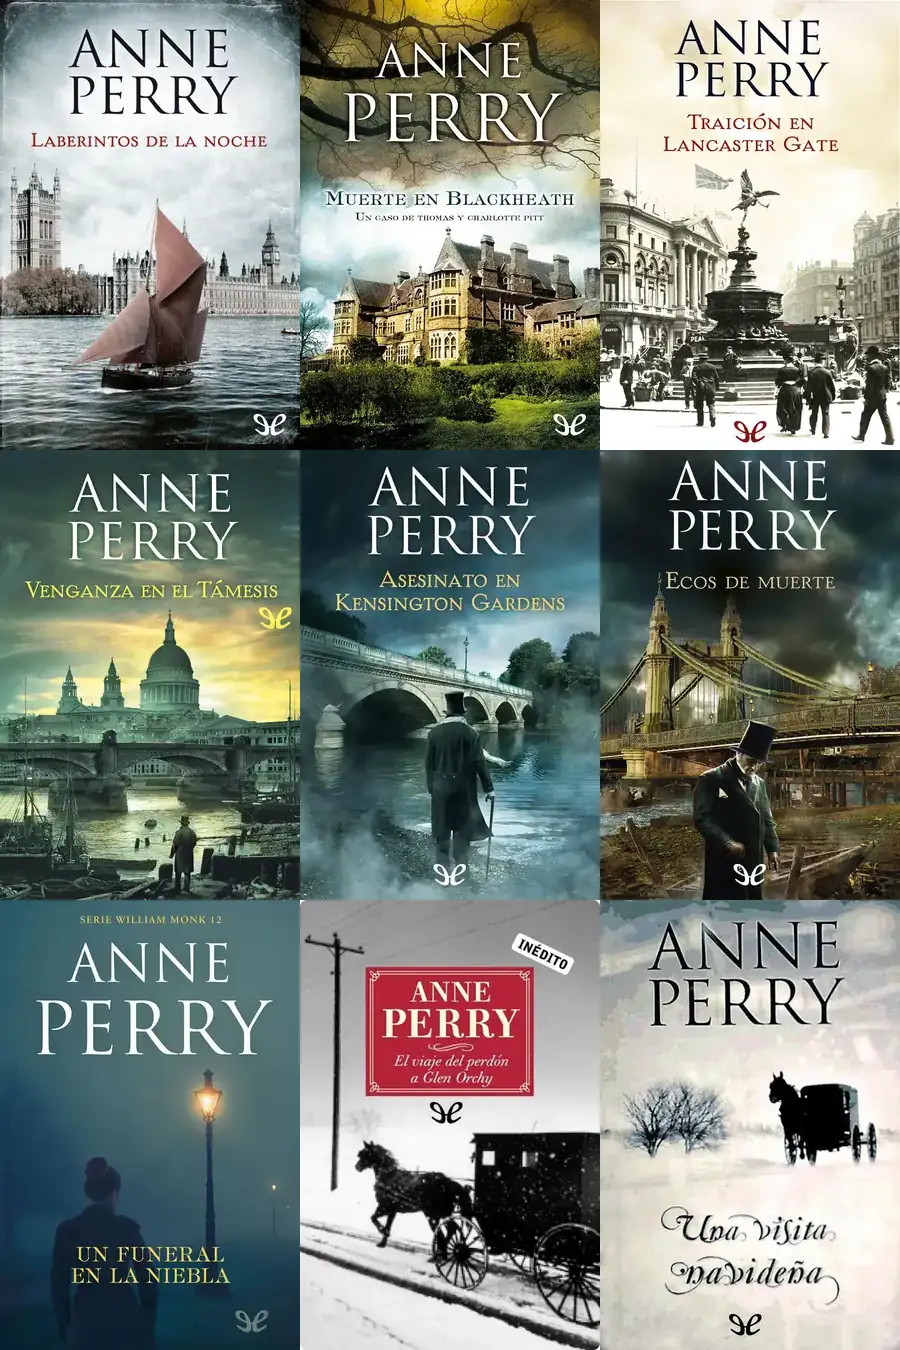 ANNE
PERRY
LABERINTOS DE LA NOCHE
ANNE
PERRY
MUERTE EN BLACKHEATH
UN CASO DE THOMAS Y CHARLOTTE PITT
ANNE
PERRY
TRAICIÓN EN
LANCASTER GATE
ANNE
PERRY
VENGANZA EN EL TÁMESIS
ANNE
PERRY
ASESINATO EN
KENSINGTON GARDENS
ANNE
PERRY
ECOS DE MUERTE
SERIE WILLIAM MONK 12
ANNE
PERRY
UN FUNERAL
EN LA NIEBLA
INÉDITO
ANNE
PERRY
El viaje del perdón
a Glen Orchy
ANNE
PERRY
Una visita
navideña